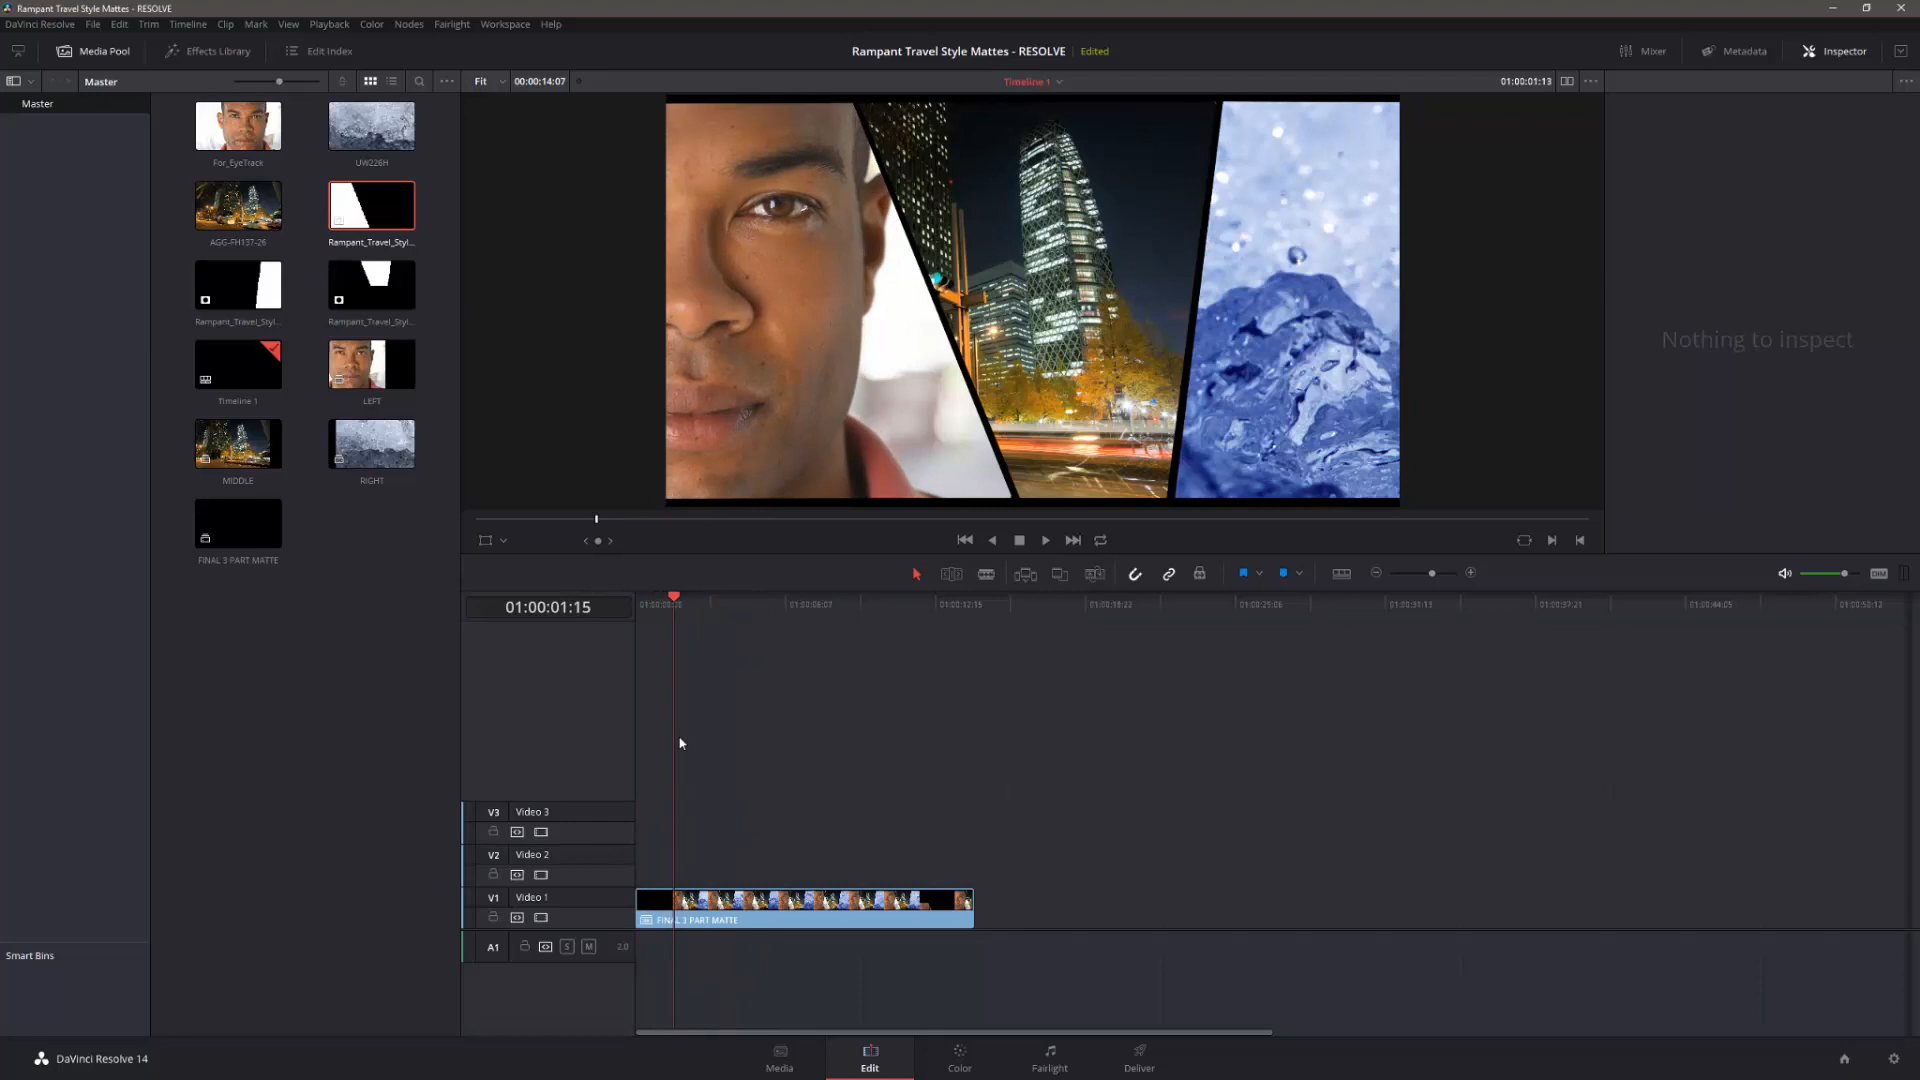 Rampant Travel Style Mattes - RESOLVE
DaVinci Resolve File Edit Trim Timeline Clip Mark View Playback Color Nodes Fairlight Workspace Help
Media Pool Effects Library Edit Index Rampant Travel Style Mattes - RESOLVE Edited Mixer Metadata Inspector
Master Fit 00:00:14:07 Timeline 1 01:00:01:13
Master
For_EyeTrack UW226H
AGG-FH137-26 Rampant_Travel_Styl...
Rampant_Travel_Styl... Rampant_Travel_Styl...
Timeline 1 LEFT
MIDDLE RIGHT
FINAL 3 PART MATTE
Nothing to inspect
DIM
01:00:01:15
01:00:06:07 01:00:12:15 01:00:18:22 01:00:25:06 01:00:31:13 01:00:37:21 01:00:44:05 01:00:50:12
V3 Video 3
V2 Video 2
V1 Video 1
FINAL 3 PART MATTE
A1 S M 2.0
Smart Bins
DaVinci Resolve 14
Media Edit Color Fairlight Deliver